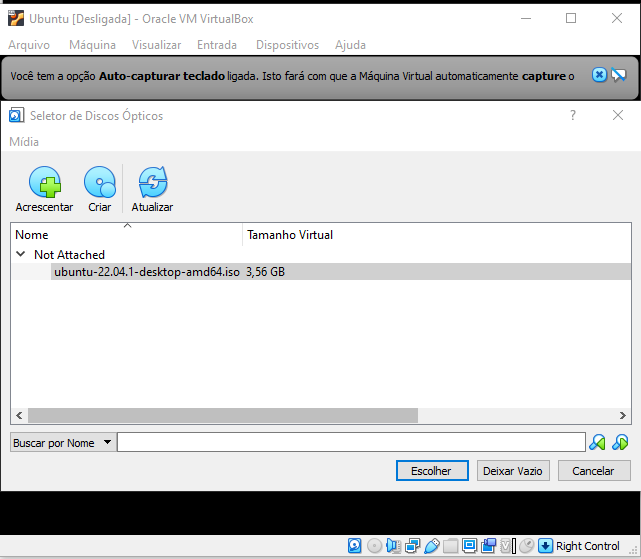 Ubuntu [Desligada] - Oracle VM VirtualBox
Arquivo Máquina Visualizar Entrada Dispositivos Ajuda
Você tem a opção Auto-capturar teclado ligada. Isto fará com que a Máquina Virtual automaticamente capture o
Seletor de Discos Ópticos
?
Mídia
Acrescentar Criar Atualizar
Nome Tamanho Virtual
Not Attached
ubuntu-22.04.1-desktop-amd64.iso 3,56 GB
Buscar por Nome
Escolher Deixar Vazio Cancelar
Right Control